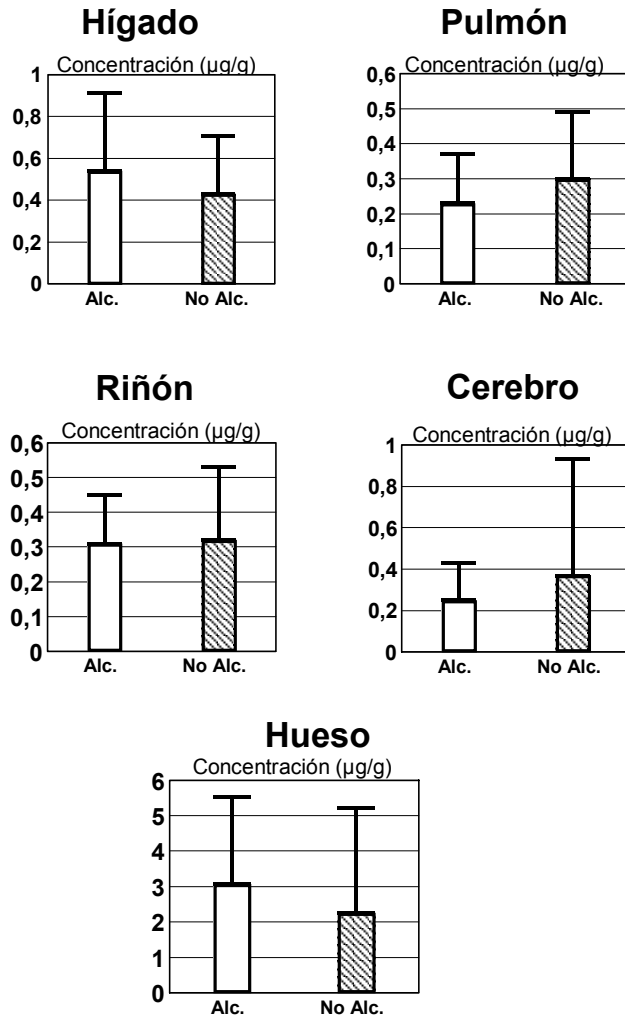 Hígado
Concentración (µg/g)
1
0,8
0,6
0,4
0,2
0
Alc. No Alc.
Pulmón
Concentración (µg/g)
0,6
0,5
0,4
0,3
0,2
0,1
0
Alc. No Alc.
Riñón
Concentración (µg/g)
0,6
0,5
0,4
0,3
0,2
0,1
0
Alc. No Alc.
Cerebro
Concentración (µg/g)
1
0,8
0,6
0,4
0,2
0
Alc. No Alc.
Hueso
Concentración (µg/g)
6
5
4
3
2
1
0
Alc. No Alc.